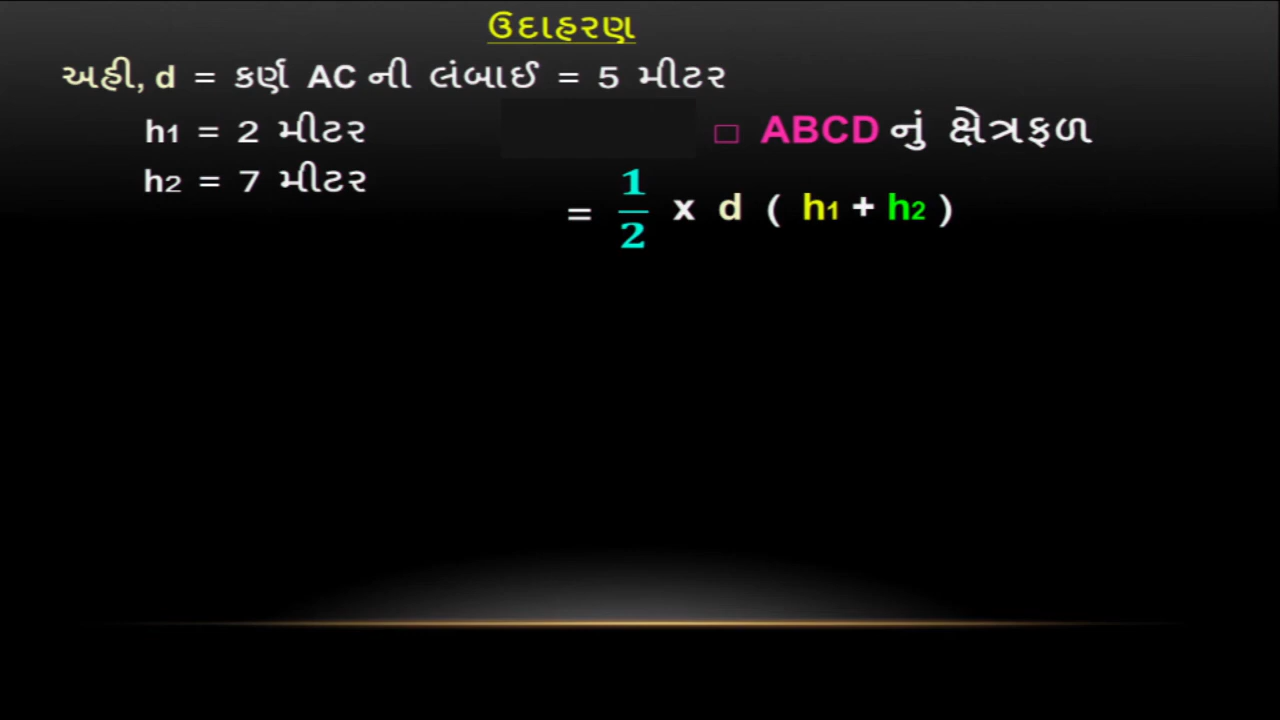 ઉદાહરણ
અહી, d = કર્ણ AC ની લંબાઈ = 5 મીટર
h1 = 2 મીટર
□ ABCD નું ક્ષેત્રફળ
h2 = 7 મીટર
= 1/2 x d ( h1 + h2 )